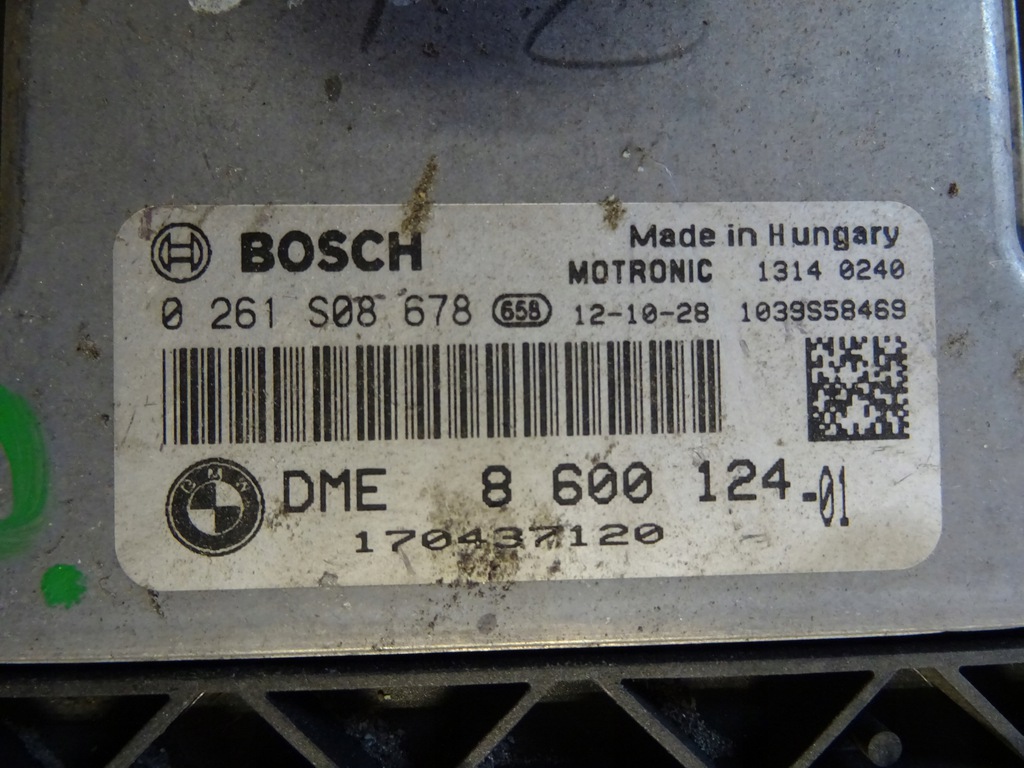 BOSCH Made in Hungary
MOTRONIC 1314 0240
0 261 S08 678 658 12-10-28 1039S58469
BMW DME 8 600 124-01
170437120